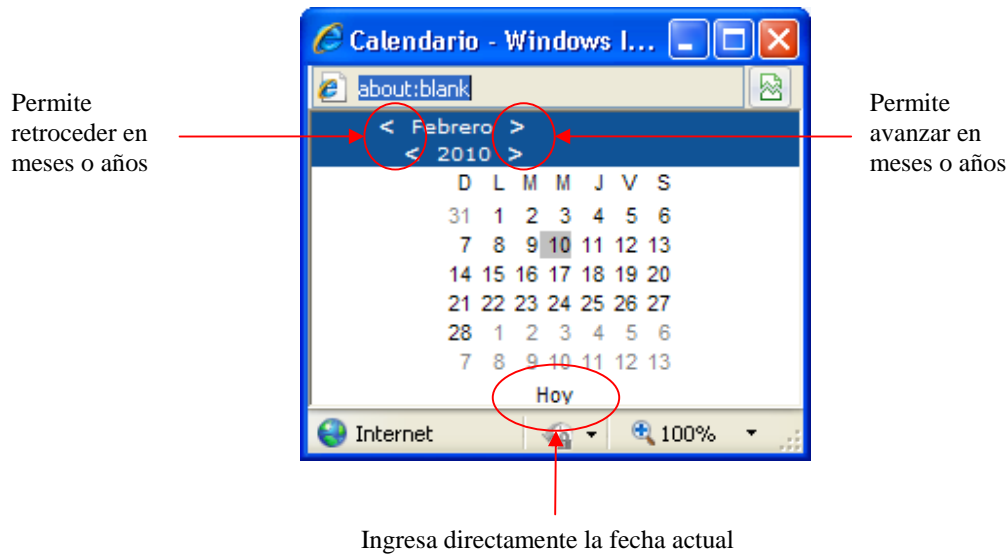 Calendario - Windows I...
about:blank
Permite
retroceder en
meses o años
< Febrero >
< 2010 >
Permite
avanzar en
meses o años
D L M M J V S
31 1 2 3 4 5 6
7 8 9 10 11 12 13
14 15 16 17 18 19 20
21 22 23 24 25 26 27
28 1 2 3 4 5 6
7 8 9 10 11 12 13
Hoy
Internet
100%
Ingresa directamente la fecha actual